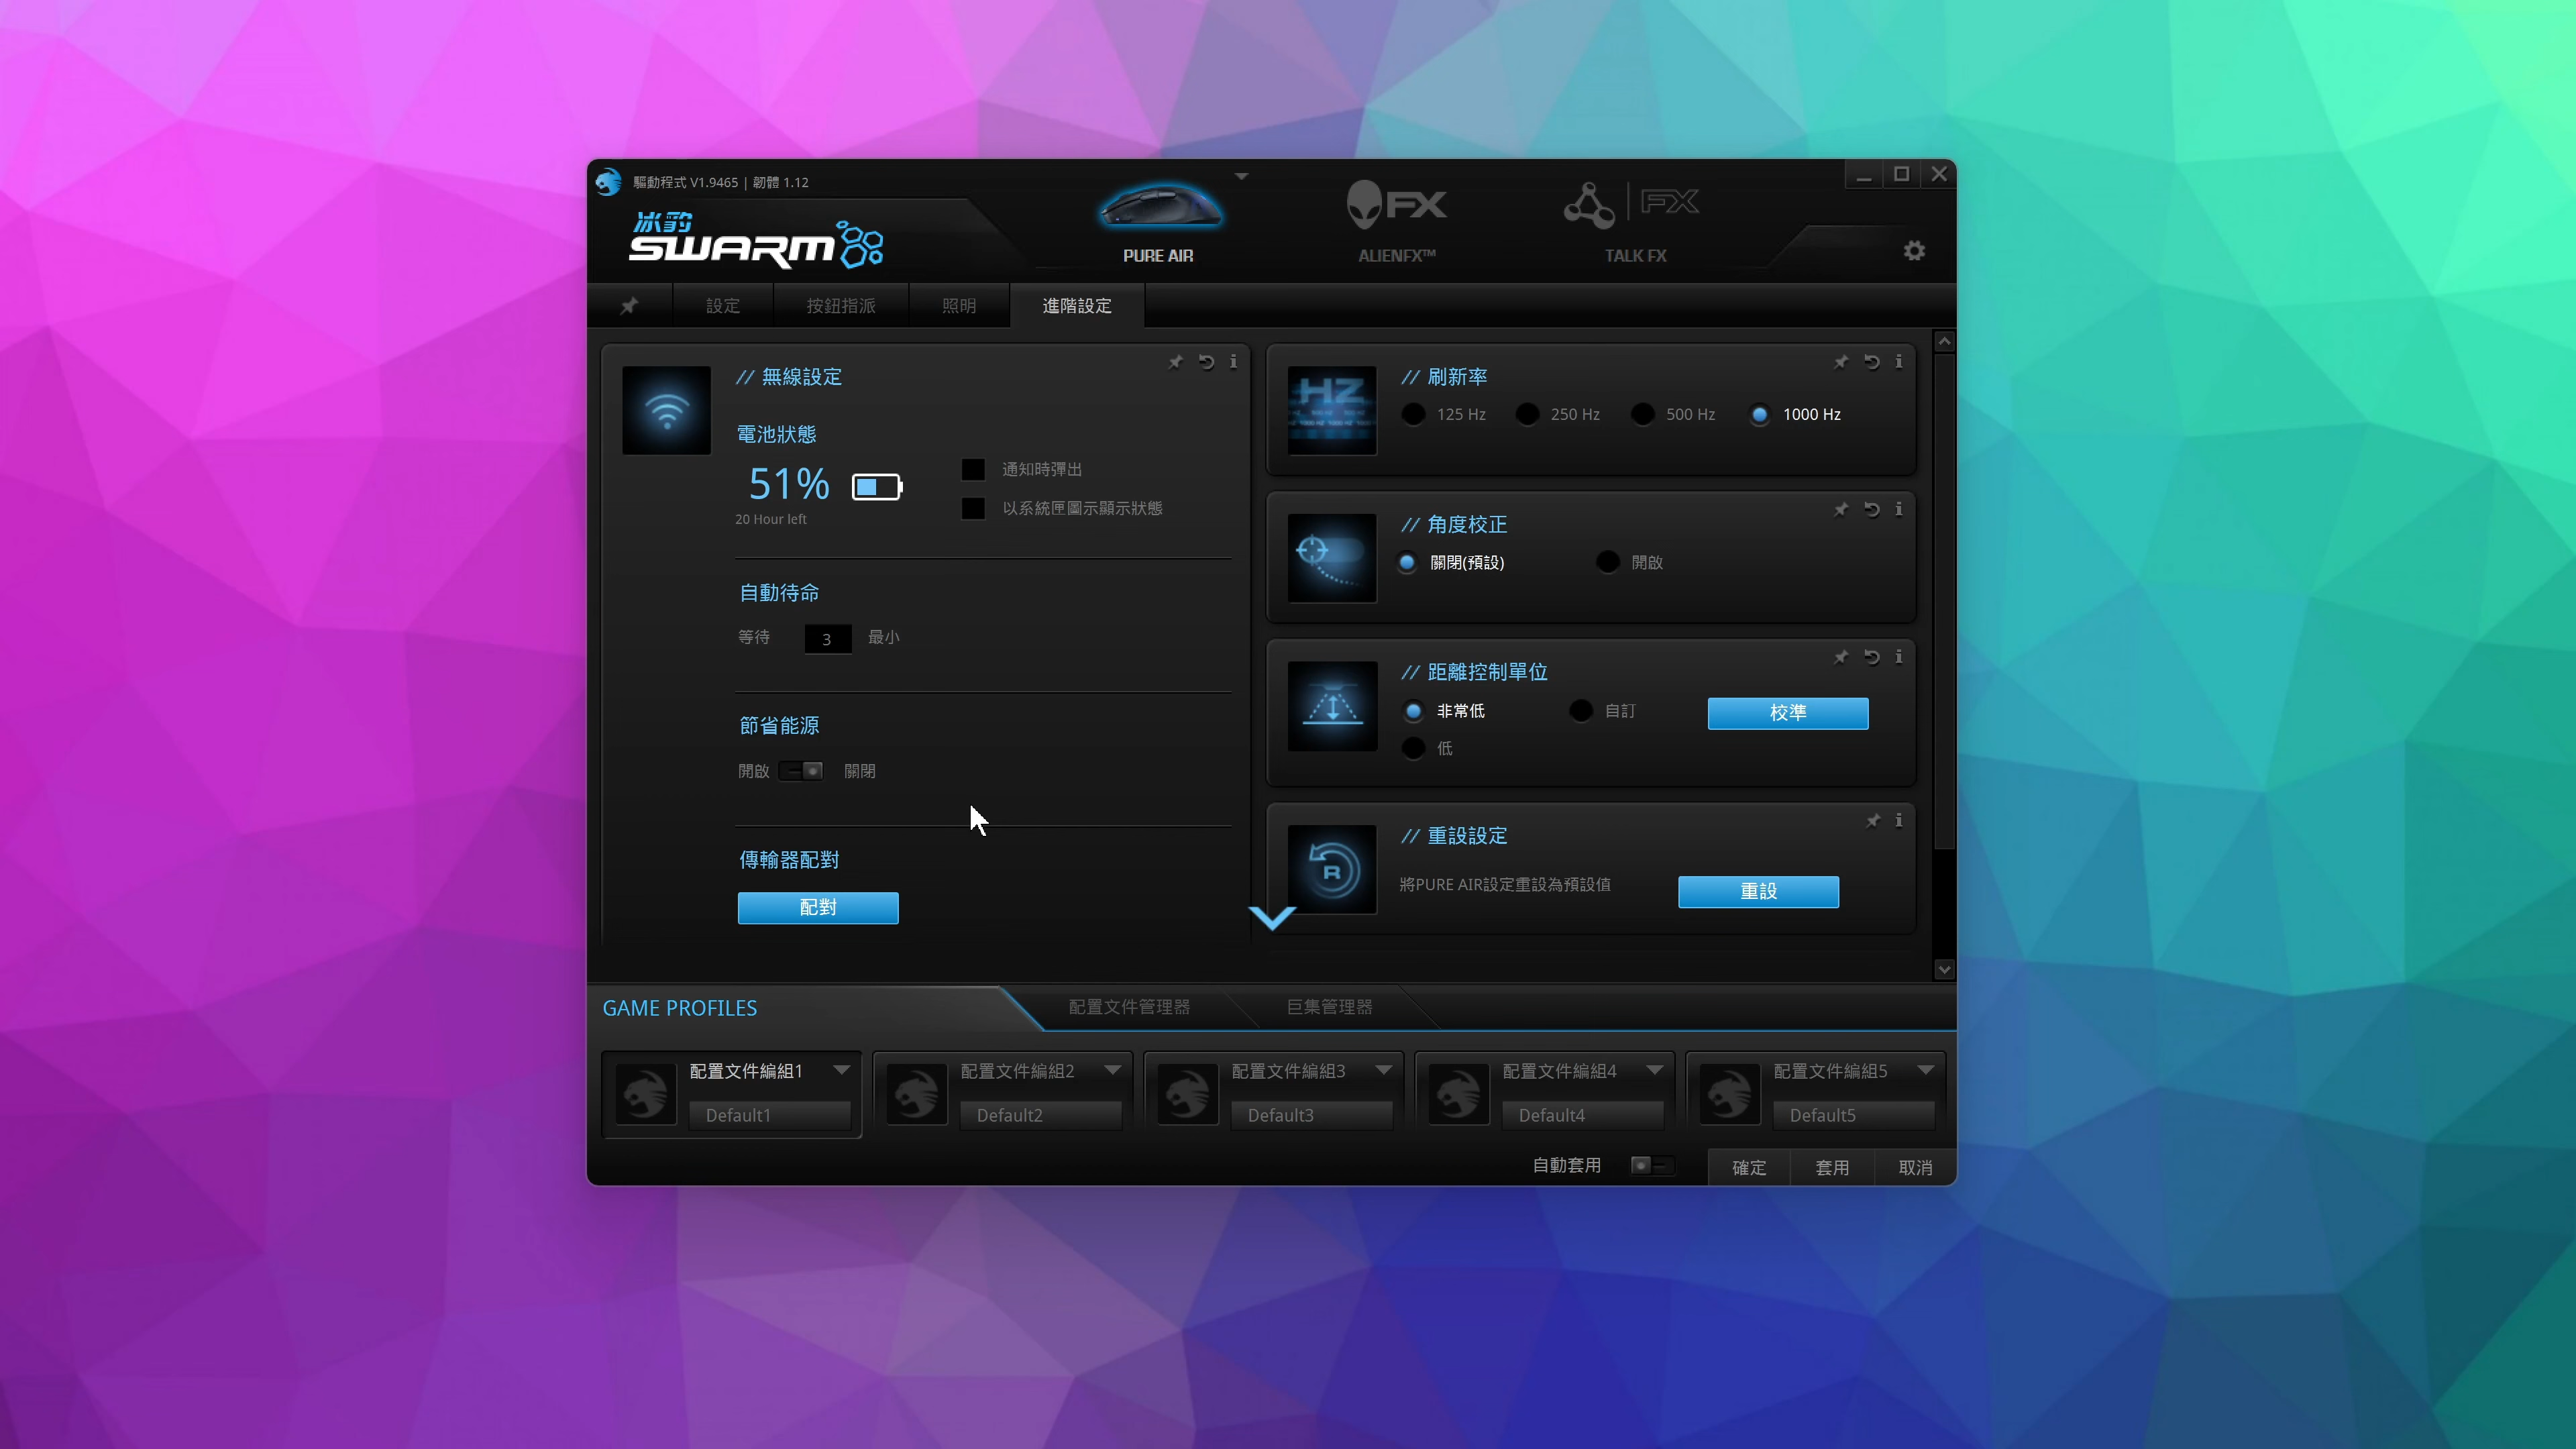 驅動程式 V1.9465 | 韌體 1.12
冰豹
SWARM
PURE AIR
FX
ALIENFX™
FX
TALK FX
設定
按鈕指派
照明
進階設定
// 無線設定
電池狀態
51%
20 Hour left
通知時彈出
以系統匣圖示顯示狀態
自動待命
等待 3 最小
節省能源
開啟 關閉
傳輸器配對
配對
HZ
// 刷新率
125 Hz 250 Hz 500 Hz 1000 Hz
// 角度校正
關閉(預設) 開啟
// 距離控制單位
非常低 自訂 校準
低
R
// 重設設定
將PURE AIR設定重設為預設值 重設
GAME PROFILES
配置文件管理器
巨集管理器
配置文件編組1
Default1
配置文件編組2
Default2
配置文件編組3
Default3
配置文件編組4
Default4
配置文件編組5
Default5
自動套用
確定
套用
取消